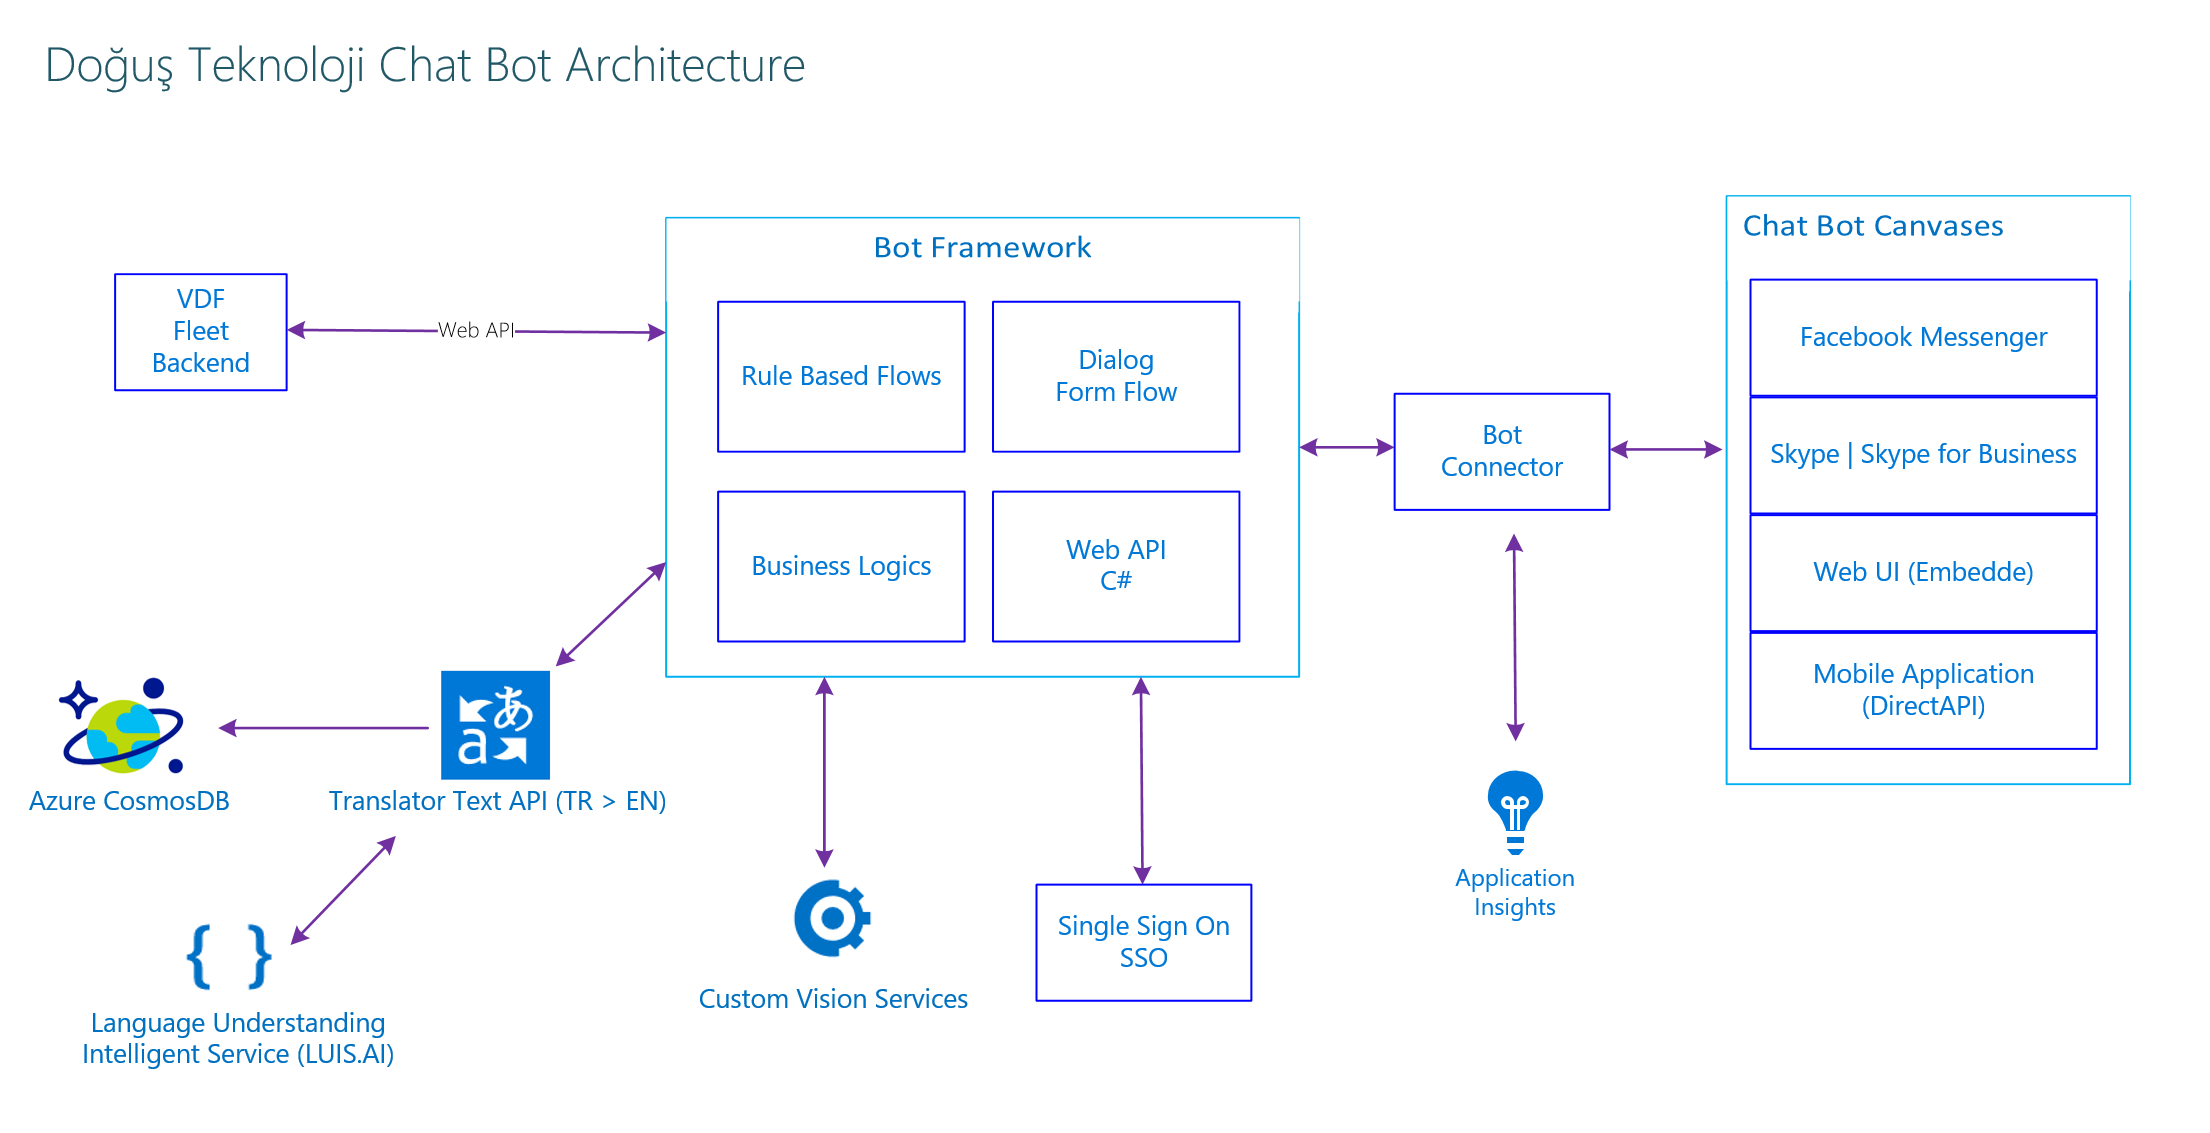 Doğuş Teknoloji Chat Bot Architecture
VDF
Fleet
Backend
Web API
Bot Framework
Rule Based Flows
Dialog
Form Flow
Business Logics
Web API
C#
Bot
Connector
Chat Bot Canvases
Facebook Messenger
Skype | Skype for Business
Web UI (Embedde)
Mobile Application
(DirectAPI)
Azure CosmosDB
あ
a
Translator Text API (TR > EN)
{ }
Language Understanding
Intelligent Service (LUIS.AI)
Custom Vision Services
Single Sign On
SSO
Application
Insights